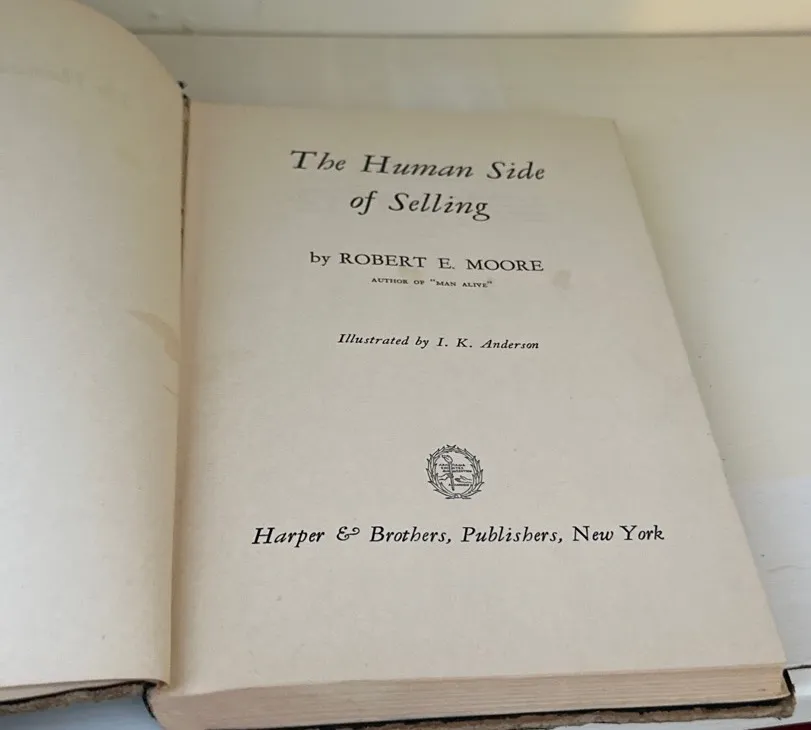 The Human Side
of Selling
by ROBERT E. MOORE
AUTHOR OF "MAN ALIVE"
Illustrated by I. K. Anderson
Harper & Brothers, Publishers, New York